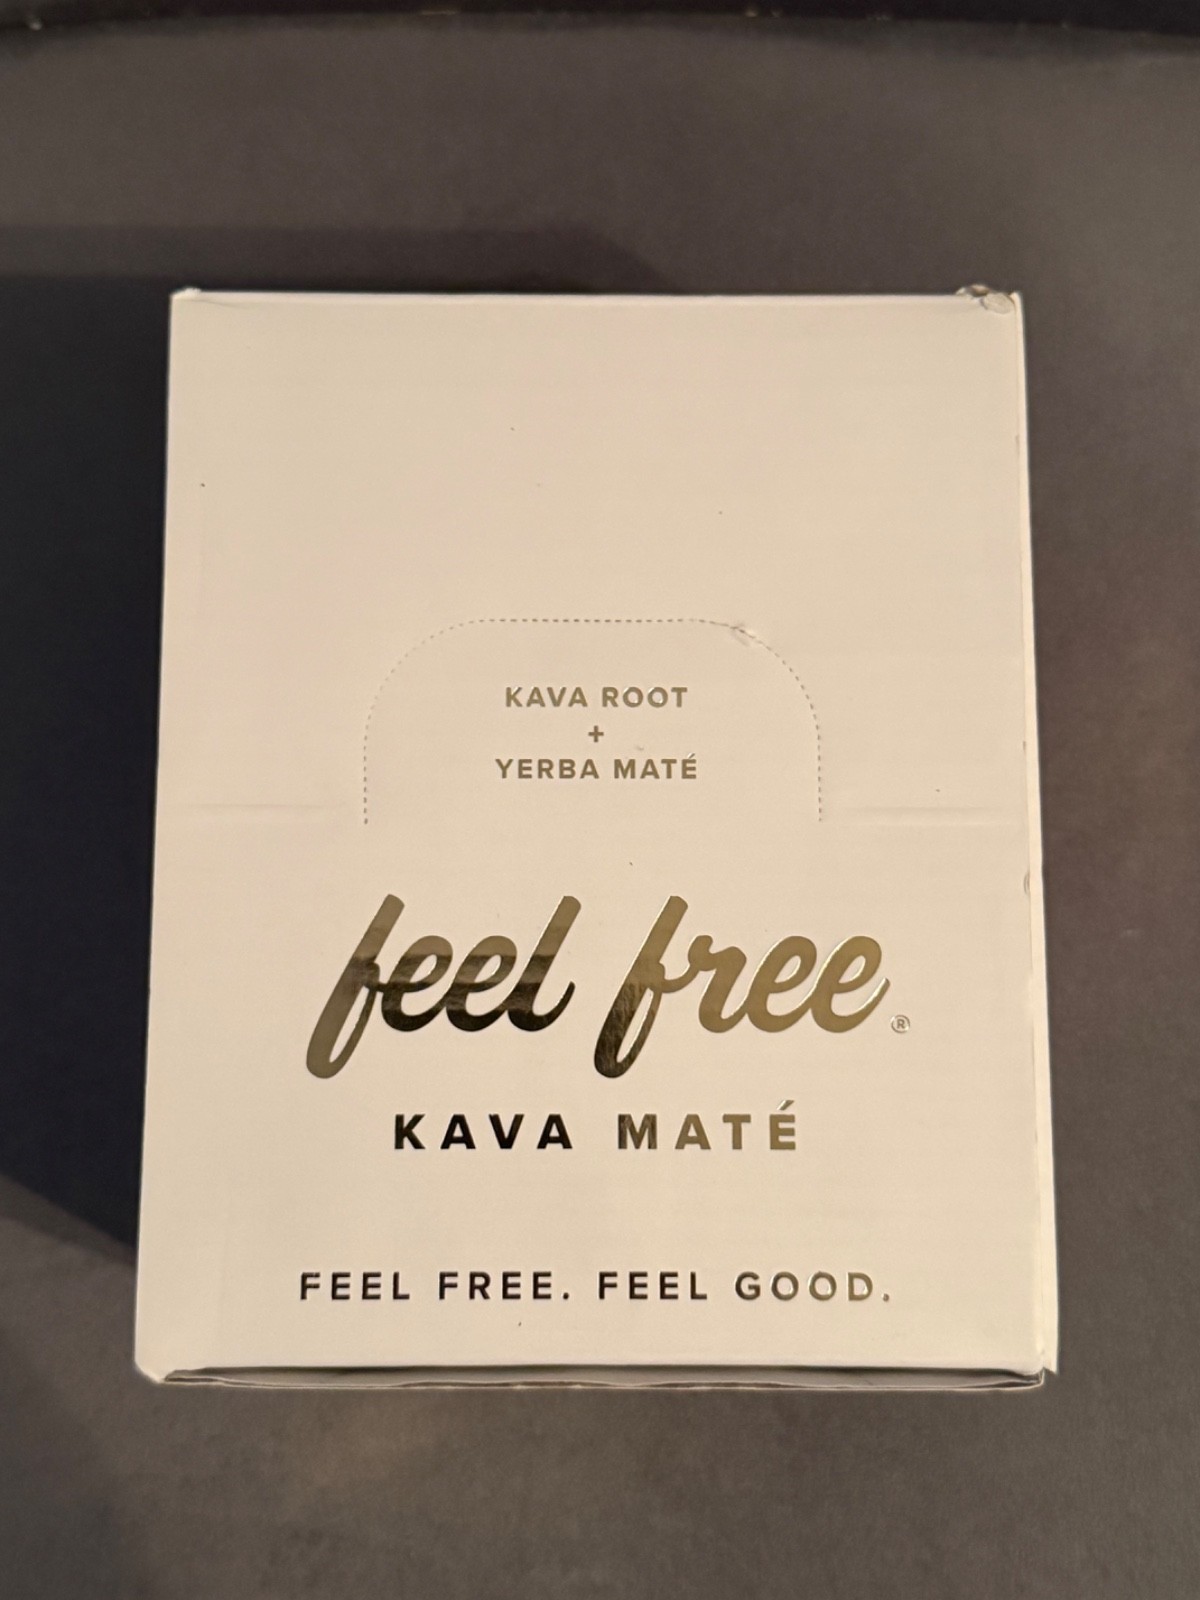 KAVA ROOT
+
YERBA MATÉ
feel free®
KAVA MATÉ
FEEL FREE. FEEL GOOD.